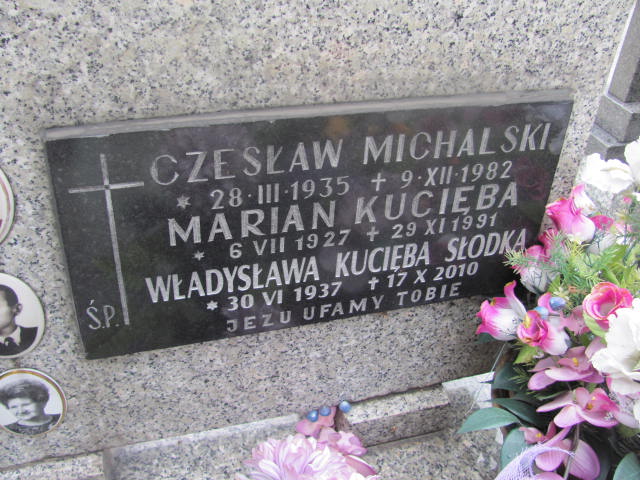 CZESŁAW MICHALSKI
* 28·III·1935 + 9·XII·1982
MARIAN KUCIĘBA
* 6 VII 1927 + 29 XI 1991
WŁADYSŁAWA KUCIĘBA SŁODKA
* 30 VI 1937 † 17 X 2010
Ś.P. JEZU UFAMY TOBIE